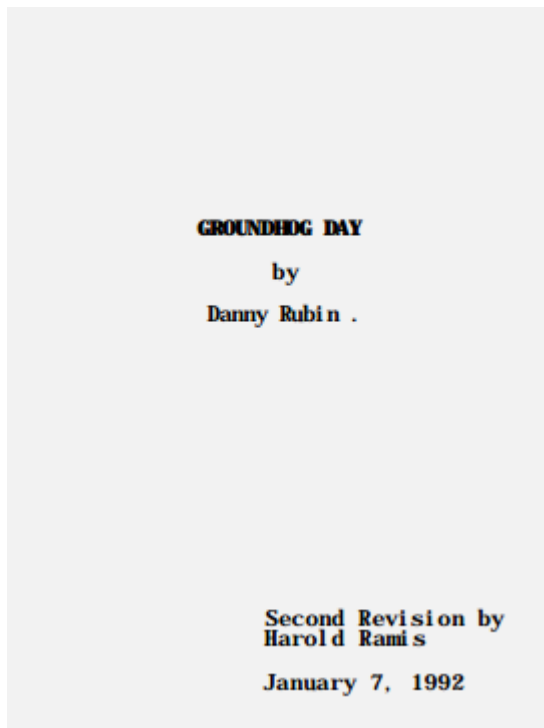 GROUNDHOG DAY
by
Danny Rubin .
Second Revision by
Harold Ramis
January 7, 1992